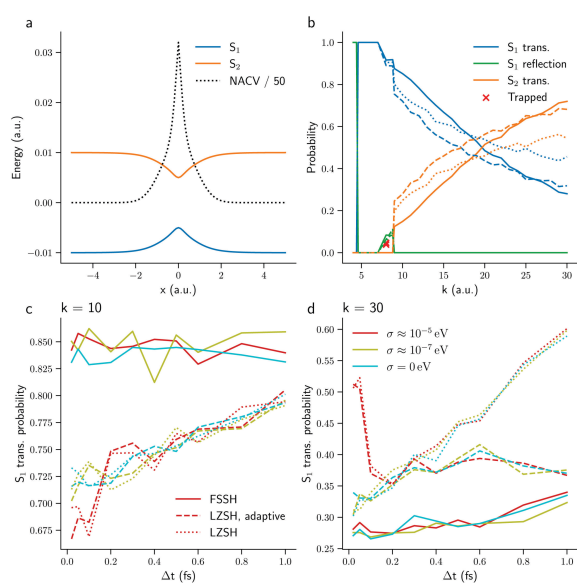 a
S₁
S₂
NACV / 50
Energy (a.u.)
0.03
0.02
0.01
0.00
−0.01
−4 −2 0 2 4
x (a.u.)
b
S₁ trans.
S₁ reflection
S₂ trans.
Trapped
Probability
1.0
0.8
0.6
0.4
0.2
0.0
5 10 15 20 25 30
k (a.u.)
c k = 10
S₁ trans. probability
0.850
0.825
0.800
0.775
0.750
0.725
0.700
0.675
FSSH
LZSH, adaptive
LZSH
0.0 0.2 0.4 0.6 0.8 1.0
Δt (fs)
d k = 30
σ ≈ 10⁻⁵ eV
σ ≈ 10⁻⁷ eV
σ = 0 eV
S₁ trans. probability
0.60
0.55
0.50
0.45
0.40
0.35
0.30
0.25
0.0 0.2 0.4 0.6 0.8 1.0
Δt (fs)